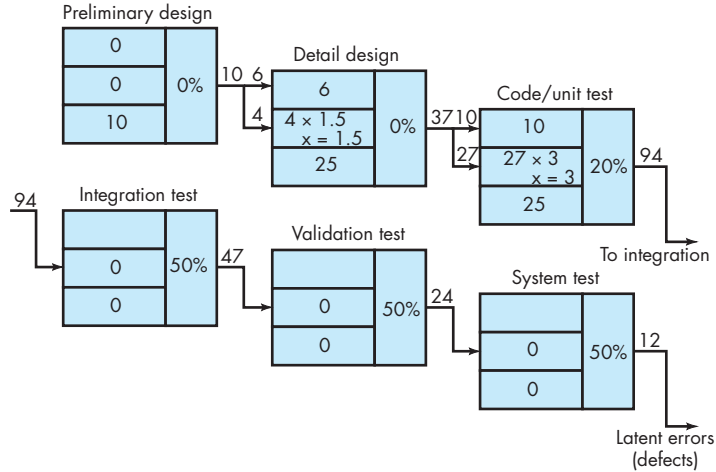 Preliminary design
0
0
10
0%
10 6
4
Detail design
6
4 × 1.5
x = 1.5
25
0%
37 10
27
Code/unit test
10
27 × 3
x = 3
25
20%
94
To integration
94
Integration test
0
0
50%
47
Validation test
0
0
50%
24
System test
0
0
50%
12
Latent errors
(defects)